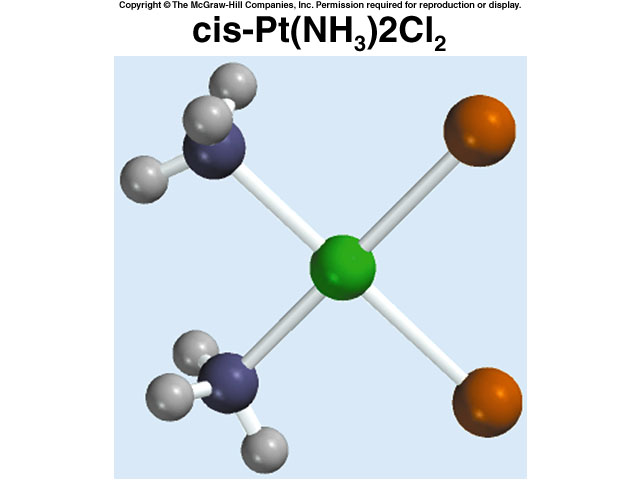 Copyright © The McGraw-Hill Companies, Inc. Permission required for reproduction or display.
cis-Pt(NH₃)2Cl₂